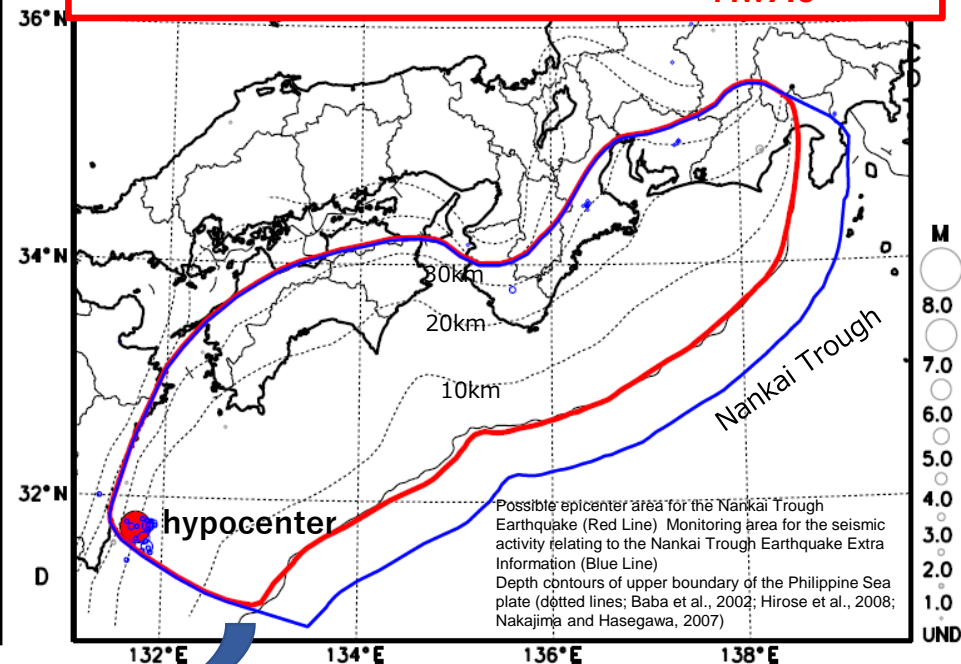 36°N
34°N
32°N
30km
20km
10km
Nankai Trough
hypocenter
D
Possible epicenter area for the Nankai Trough
Earthquake (Red Line) Monitoring area for the seismic
activity relating to the Nankai Trough Earthquake Extra
Information (Blue Line)
Depth contours of upper boundary of the Philippine Sea
plate (dotted lines; Baba et al., 2002; Hirose et al., 2008;
Nakajima and Hasegawa, 2007)
M
8.0
7.0
6.0
5.0
4.0
3.0
2.0
1.0
UND
132°E
134°E
136°E
138°E